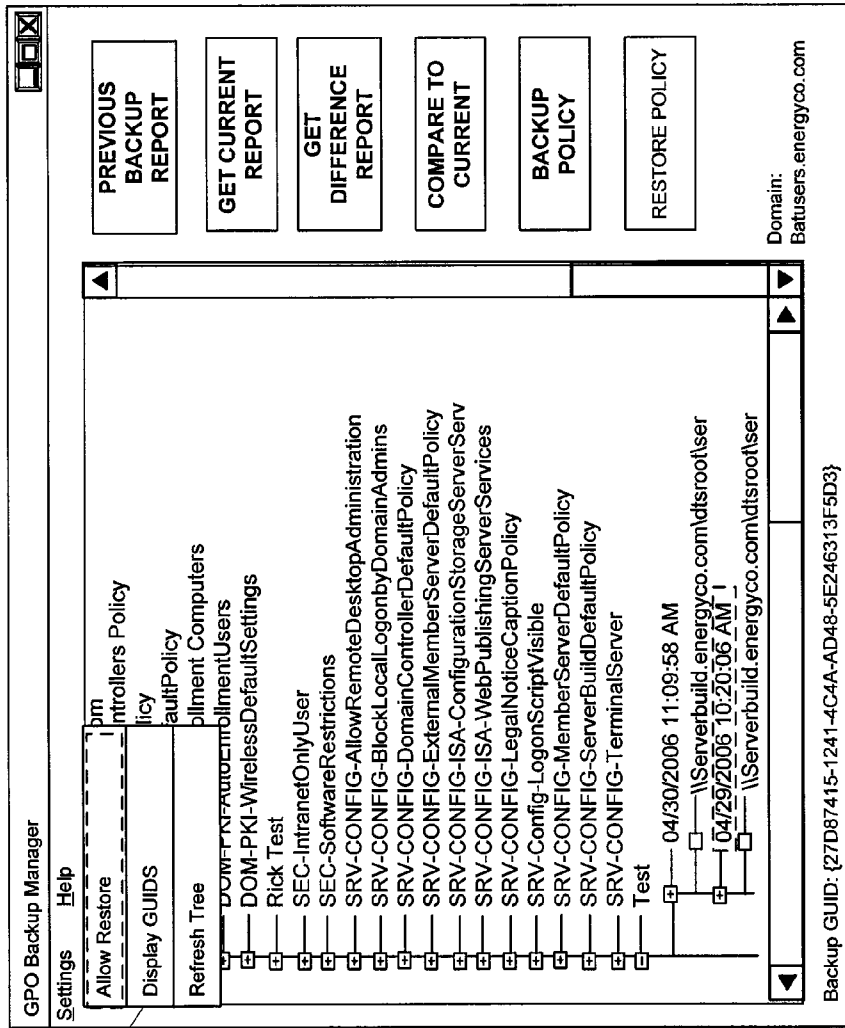 GPO Backup Manager
Settings Help
Allow Restore
Display GUIDS
Refresh Tree
om
ntrollers Policy
licy
aultPolicy
ollment Computers
DOM-PKI-AutoEnrollmentUsers
DOM-PKI-WirelessDefaultSettings
Rick Test
SEC-IntranetOnlyUser
SEC-SoftwareRestrictions
SRV-CONFIG-AllowRemoteDesktopAdministration
SRV-CONFIG-BlockLocalLogonbyDomainAdmins
SRV-CONFIG-DomainControllerDefaultPolicy
SRV-CONFIG-ExternalMemberServerDefaultPolicy
SRV-CONFIG-ISA-ConfigurationStorageServerServ
SRV-CONFIG-ISA-WebPublishingServerServices
SRV-CONFIG-LegalNoticeCaptionPolicy
SRV-Config-LogonScriptVisible
SRV-CONFIG-MemberServerDefaultPolicy
SRV-CONFIG-ServerBuildDefaultPolicy
SRV-CONFIG-TerminalServer
Test
04/30/2006 11:09:58 AM
\\Serverbuild.energyco.com\dtsroot\ser
04/29/2006 10:20:06 AM
\\Serverbuild.energyco.com\dtsroot\ser
PREVIOUS
BACKUP
REPORT
GET CURRENT
REPORT
GET
DIFFERENCE
REPORT
COMPARE TO
CURRENT
BACKUP
POLICY
RESTORE POLICY
Domain:
Batusers.energyco.com
Backup GUID: {27D87415-1241-4C4A-AD48-5E246313F5D3}